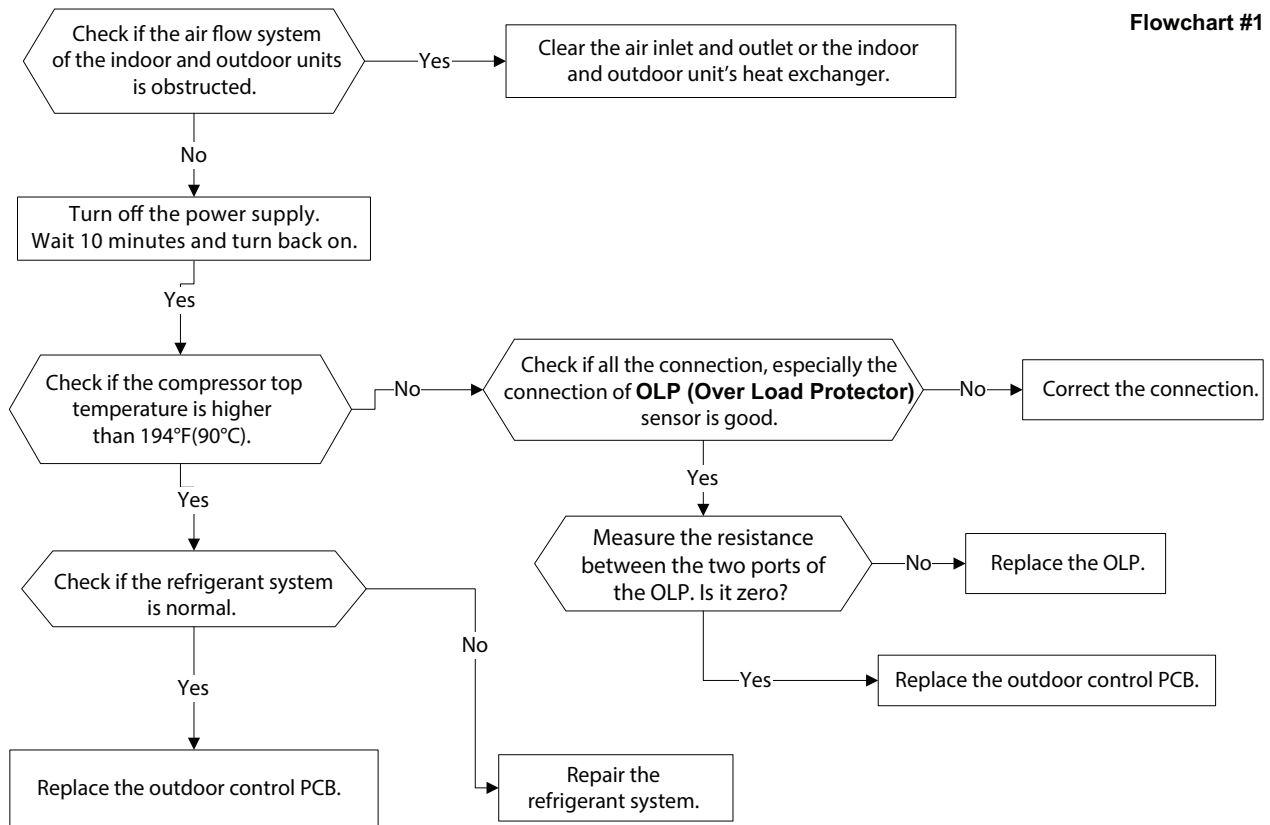 Flowchart #1
Check if the air flow system
of the indoor and outdoor units
is obstructed.
Yes
Clear the air inlet and outlet or the indoor
and outdoor unit's heat exchanger.
No
Turn off the power supply.
Wait 10 minutes and turn back on.
Yes
Check if the compressor top
temperature is higher
than 194°F(90°C).
No
Check if all the connection, especially the
connection of OLP (Over Load Protector)
sensor is good.
No
Correct the connection.
Yes
Yes
Measure the resistance
between the two ports of
the OLP. Is it zero?
No
Replace the OLP.
Yes
Replace the outdoor control PCB.
Check if the refrigerant system
is normal.
No
Yes
Repair the
refrigerant system.
Replace the outdoor control PCB.